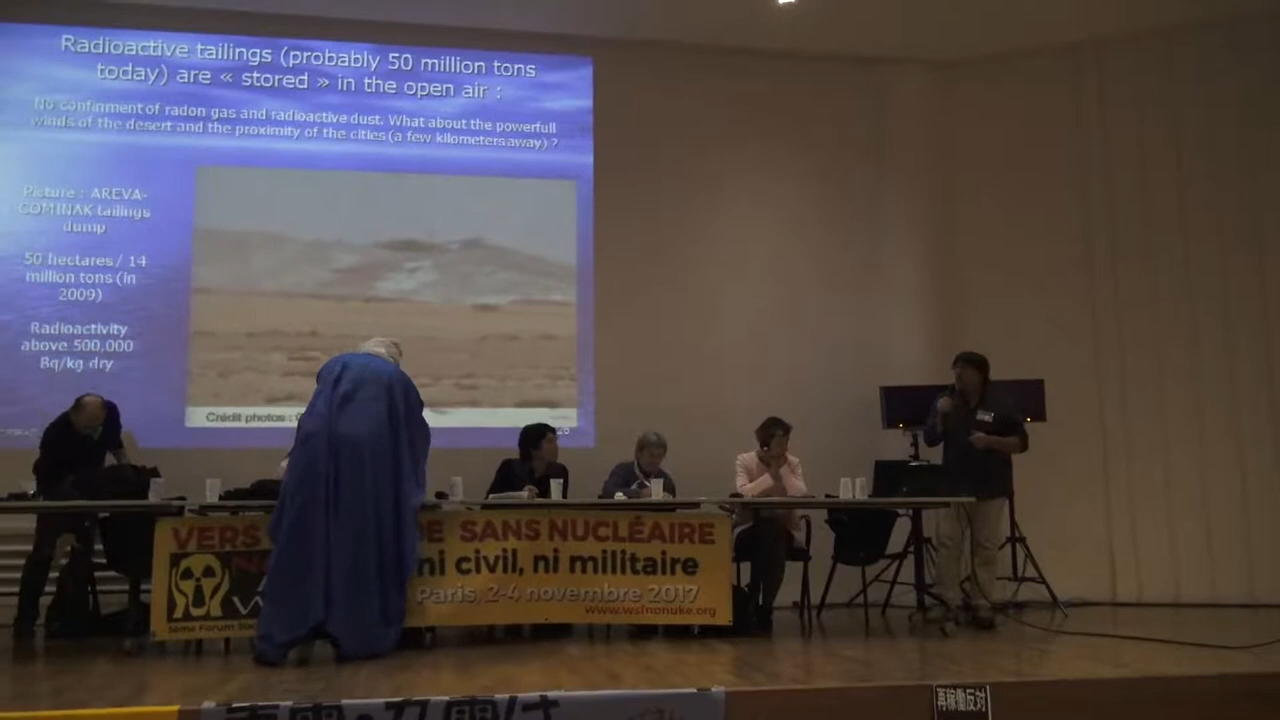 Radioactive tailings (probably 50 million tons
today) are « stored » in the open air :
No confinment of radon gas and radioactive dust. What about the powerfull
winds of the desert and the proximity of the cities (a few kilometers away) ?
Picture : AREVA-
COMINAK tailings
dump
50 hectares / 14
million tons (in
2009)
Radioactivity
above 500,000
Bq/kg dry
Crédit photos :
VERS DE SANS NUCLÉAIRE
ni civil, ni militaire
Paris, 2-4 novembre 2017
www.wsfnonuke.org
Forum
再稼働反対